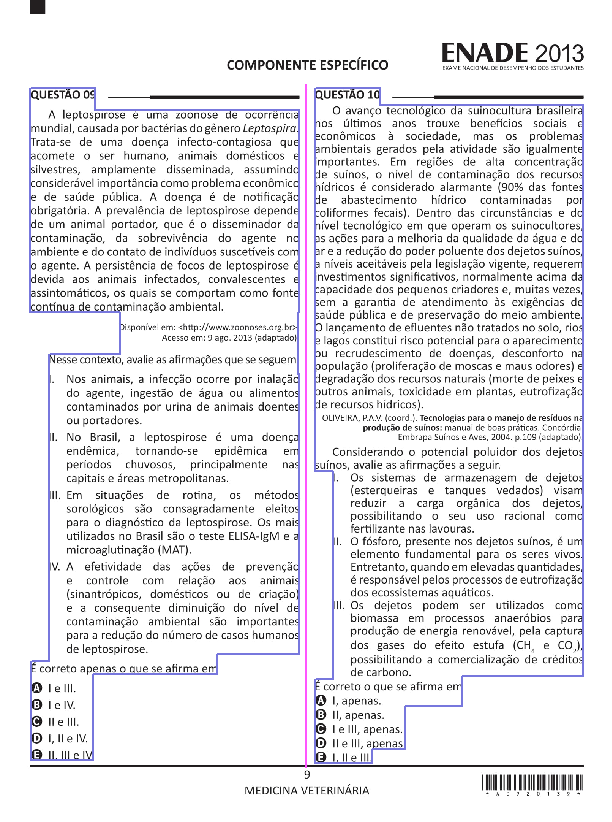 ENADE 2013
EXAME NACIONAL DE DESEMPENHO DOS ESTUDANTES
COMPONENTE ESPECÍFICO
QUESTÃO 09
A leptospirose é uma zoonose de ocorrência
mundial, causada por bactérias do gênero Leptospira.
Trata-se de uma doença infecto-contagiosa que
acomete o ser humano, animais domésticos e
silvestres, amplamente disseminada, assumindo
considerável importância como problema econômico
e de saúde pública. A doença é de notificação
obrigatória. A prevalência de leptospirose depende
de um animal portador, que é o disseminador da
contaminação, da sobrevivência do agente no
ambiente e do contato de indivíduos suscetíveis com
o agente. A persistência de focos de leptospirose é
devida aos animais infectados, convalescentes e
assintomáticos, os quais se comportam como fonte
contínua de contaminação ambiental.
Disponível em: <http://www.zoonoses.org.br>
Acesso em: 9 ago. 2013 (adaptado)
Nesse contexto, avalie as afirmações que se seguem.
I. Nos animais, a infecção ocorre por inalação
do agente, ingestão de água ou alimentos
contaminados por urina de animais doentes
ou portadores.
II. No Brasil, a leptospirose é uma doença
endêmica, tornando-se epidêmica em
períodos chuvosos, principalmente nas
capitais e áreas metropolitanas.
III. Em situações de rotina, os métodos
sorológicos são consagradamente eleitos
para o diagnóstico da leptospirose. Os mais
utilizados no Brasil são o teste ELISA-IgM e a
microaglutinação (MAT).
IV. A efetividade das ações de prevenção
e controle com relação aos animais
(sinantrópicos, domésticos ou de criação)
e a consequente diminuição do nível de
contaminação ambiental são importantes
para a redução do número de casos humanos
de leptospirose.
É correto apenas o que se afirma em
A I e III.
B I e IV.
C II e III.
D I, II e IV.
E II, III e IV
QUESTÃO 10
O avanço tecnológico da suinocultura brasileira
nos últimos anos trouxe benefícios sociais e
econômicos à sociedade, mas os problemas
ambientais gerados pela atividade são igualmente
importantes. Em regiões de alta concentração
de suínos, o nível de contaminação dos recursos
hídricos é considerado alarmante (90% das fontes
de abastecimento hídrico contaminadas por
coliformes fecais). Dentro das circunstâncias e do
nível tecnológico em que operam os suinocultores,
as ações para a melhoria da qualidade da água e do
ar e a redução do poder poluente dos dejetos suínos,
a níveis aceitáveis pela legislação vigente, requerem
investimentos significativos, normalmente acima da
capacidade dos pequenos criadores e, muitas vezes,
sem a garantia de atendimento às exigências de
saúde pública e de preservação do meio ambiente.
O lançamento de efluentes não tratados no solo, rios
e lagos constitui risco potencial para o aparecimento
ou recrudescimento de doenças, desconforto na
população (proliferação de moscas e maus odores) e
degradação dos recursos naturais (morte de peixes e
outros animais, toxicidade em plantas, eutrofização
de recursos hídricos).
OLIVEIRA, P.A.V. (coord.). Tecnologias para o manejo de resíduos na
produção de suínos: manual de boas práticas. Concórdia:
Embrapa Suínos e Aves, 2004. p.109 (adaptado)
Considerando o potencial poluidor dos dejetos
suínos, avalie as afirmações a seguir.
I. Os sistemas de armazenagem de dejetos
(esterqueiras e tanques vedados) visam
reduzir a carga orgânica dos dejetos,
possibilitando o seu uso racional como
fertilizante nas lavouras.
II. O fósforo, presente nos dejetos suínos, é um
elemento fundamental para os seres vivos.
Entretanto, quando em elevadas quantidades,
é responsável pelos processos de eutrofização
dos ecossistemas aquáticos.
III. Os dejetos podem ser utilizados como
biomassa em processos anaeróbios para
produção de energia renovável, pela captura
dos gases do efeito estufa (CH4 e CO2),
possibilitando a comercialização de créditos
de carbono.
É correto o que se afirma em
A I, apenas.
B II, apenas.
C I e III, apenas.
D II e III, apenas
E I, II e III
9
MEDICINA VETERINÁRIA
* A 0 7 2 0 1 3 9 *